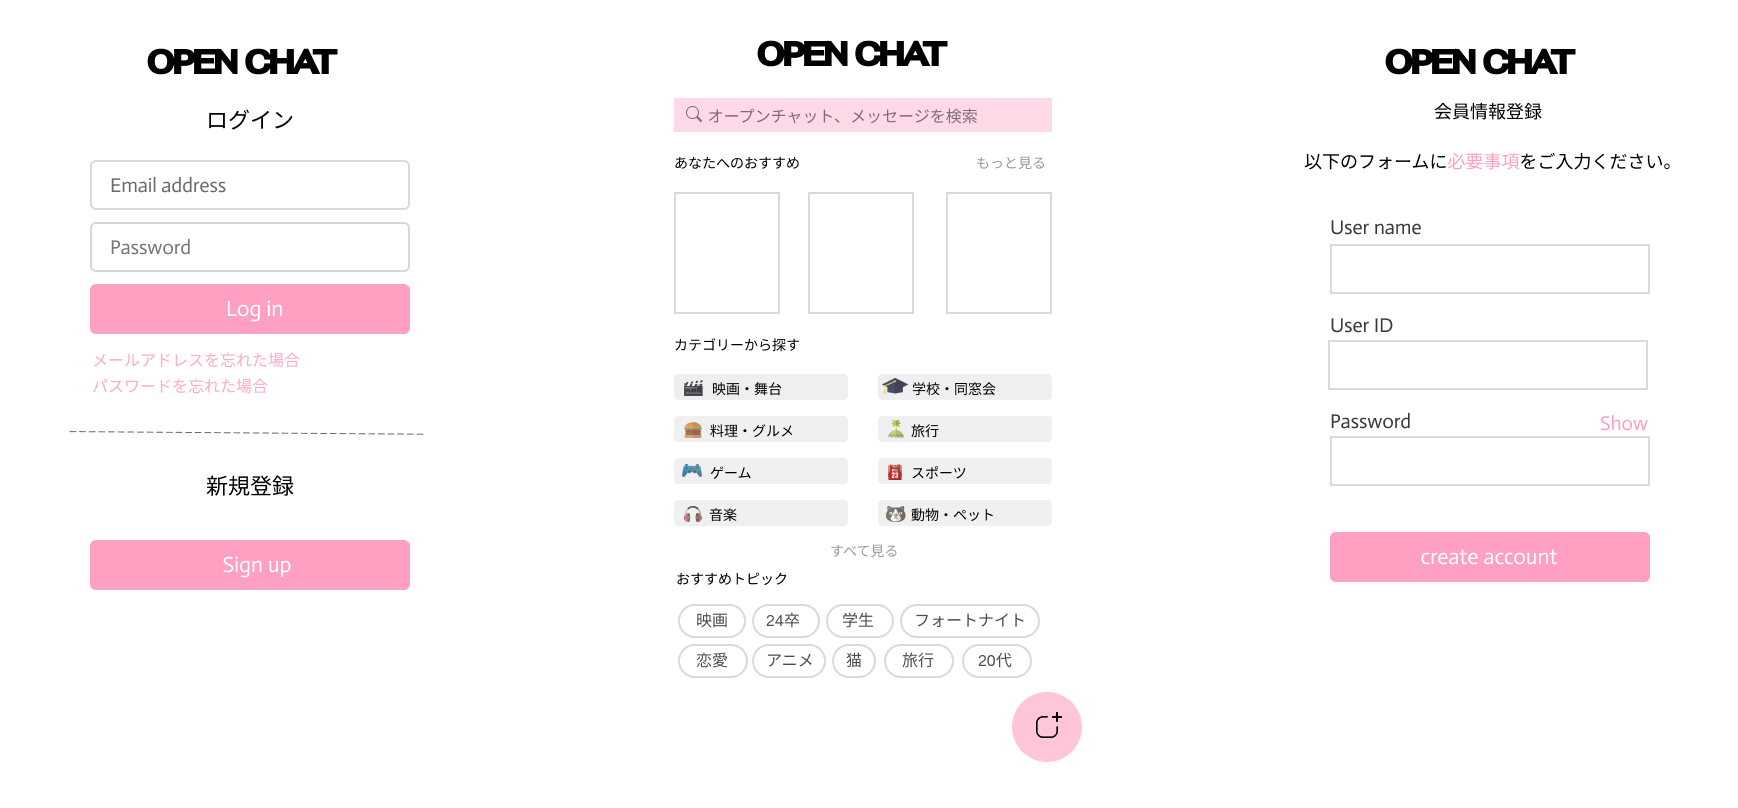 OPEN CHAT
ログイン
Email address
Password
Log in
メールアドレスを忘れた場合
パスワードを忘れた場合
新規登録
Sign up
OPEN CHAT
オープンチャット、メッセージを検索
あなたへのおすすめ
もっと見る
カテゴリーから探す
映画・舞台
学校・同窓会
料理・グルメ
旅行
ゲーム
スポーツ
音楽
動物・ペット
すべて見る
おすすめトピック
映画 24卒 学生 フォートナイト
恋愛 アニメ 猫 旅行 20代
OPEN CHAT
会員情報登録
以下のフォームに必要事項をご入力ください。
User name
User ID
Password Show
create account